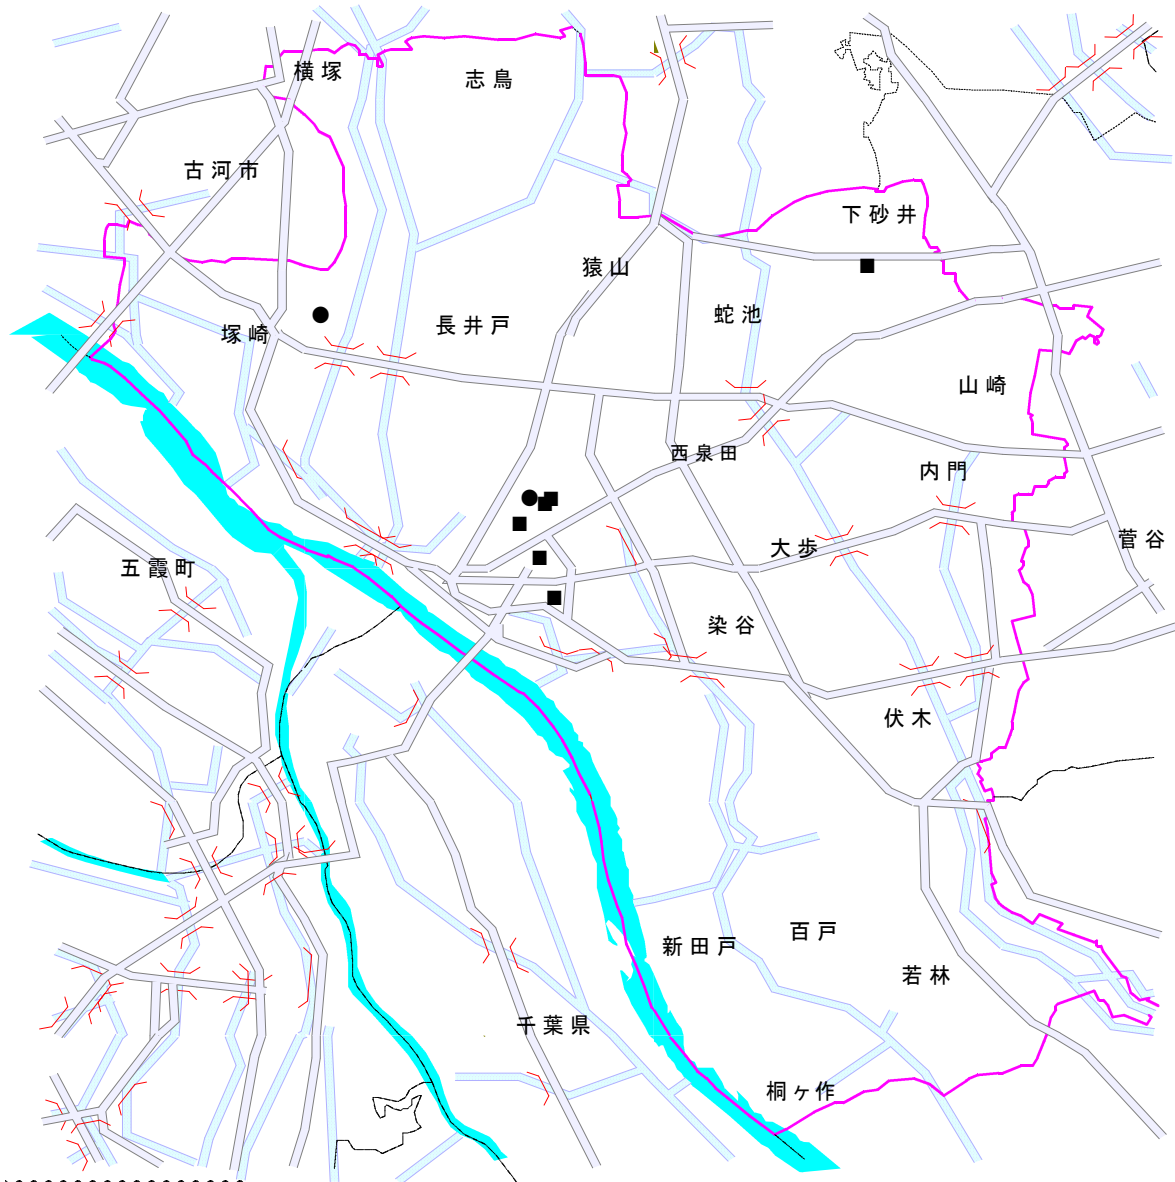 横塚
志鳥
古河市
下砂井
猿山
蛇池
長井戸
塚崎
山崎
西泉田
内門
大歩
菅谷
五霞町
染谷
伏木
百戸
新田戸
若林
千葉県
桐ヶ作